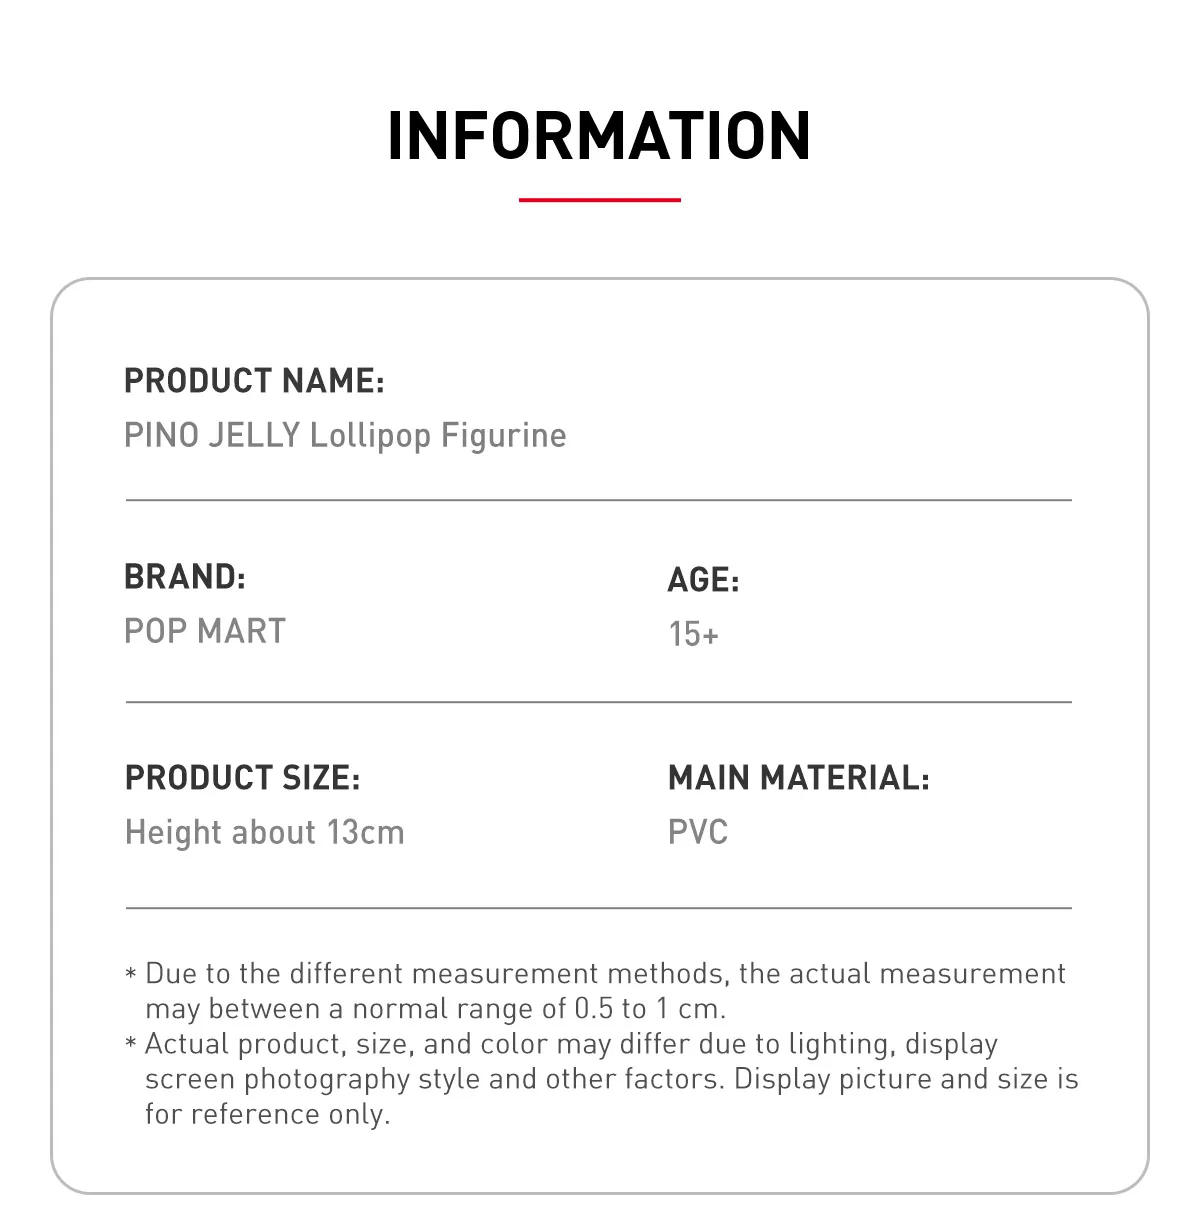 INFORMATION
PRODUCT NAME:
PINO JELLY Lollipop Figurine
BRAND:
POP MART
AGE:
15+
PRODUCT SIZE:
Height about 13cm
MAIN MATERIAL:
PVC
* Due to the different measurement methods, the actual measurement
may between a normal range of 0.5 to 1 cm.
* Actual product, size, and color may differ due to lighting, display
screen photography style and other factors. Display picture and size is
for reference only.